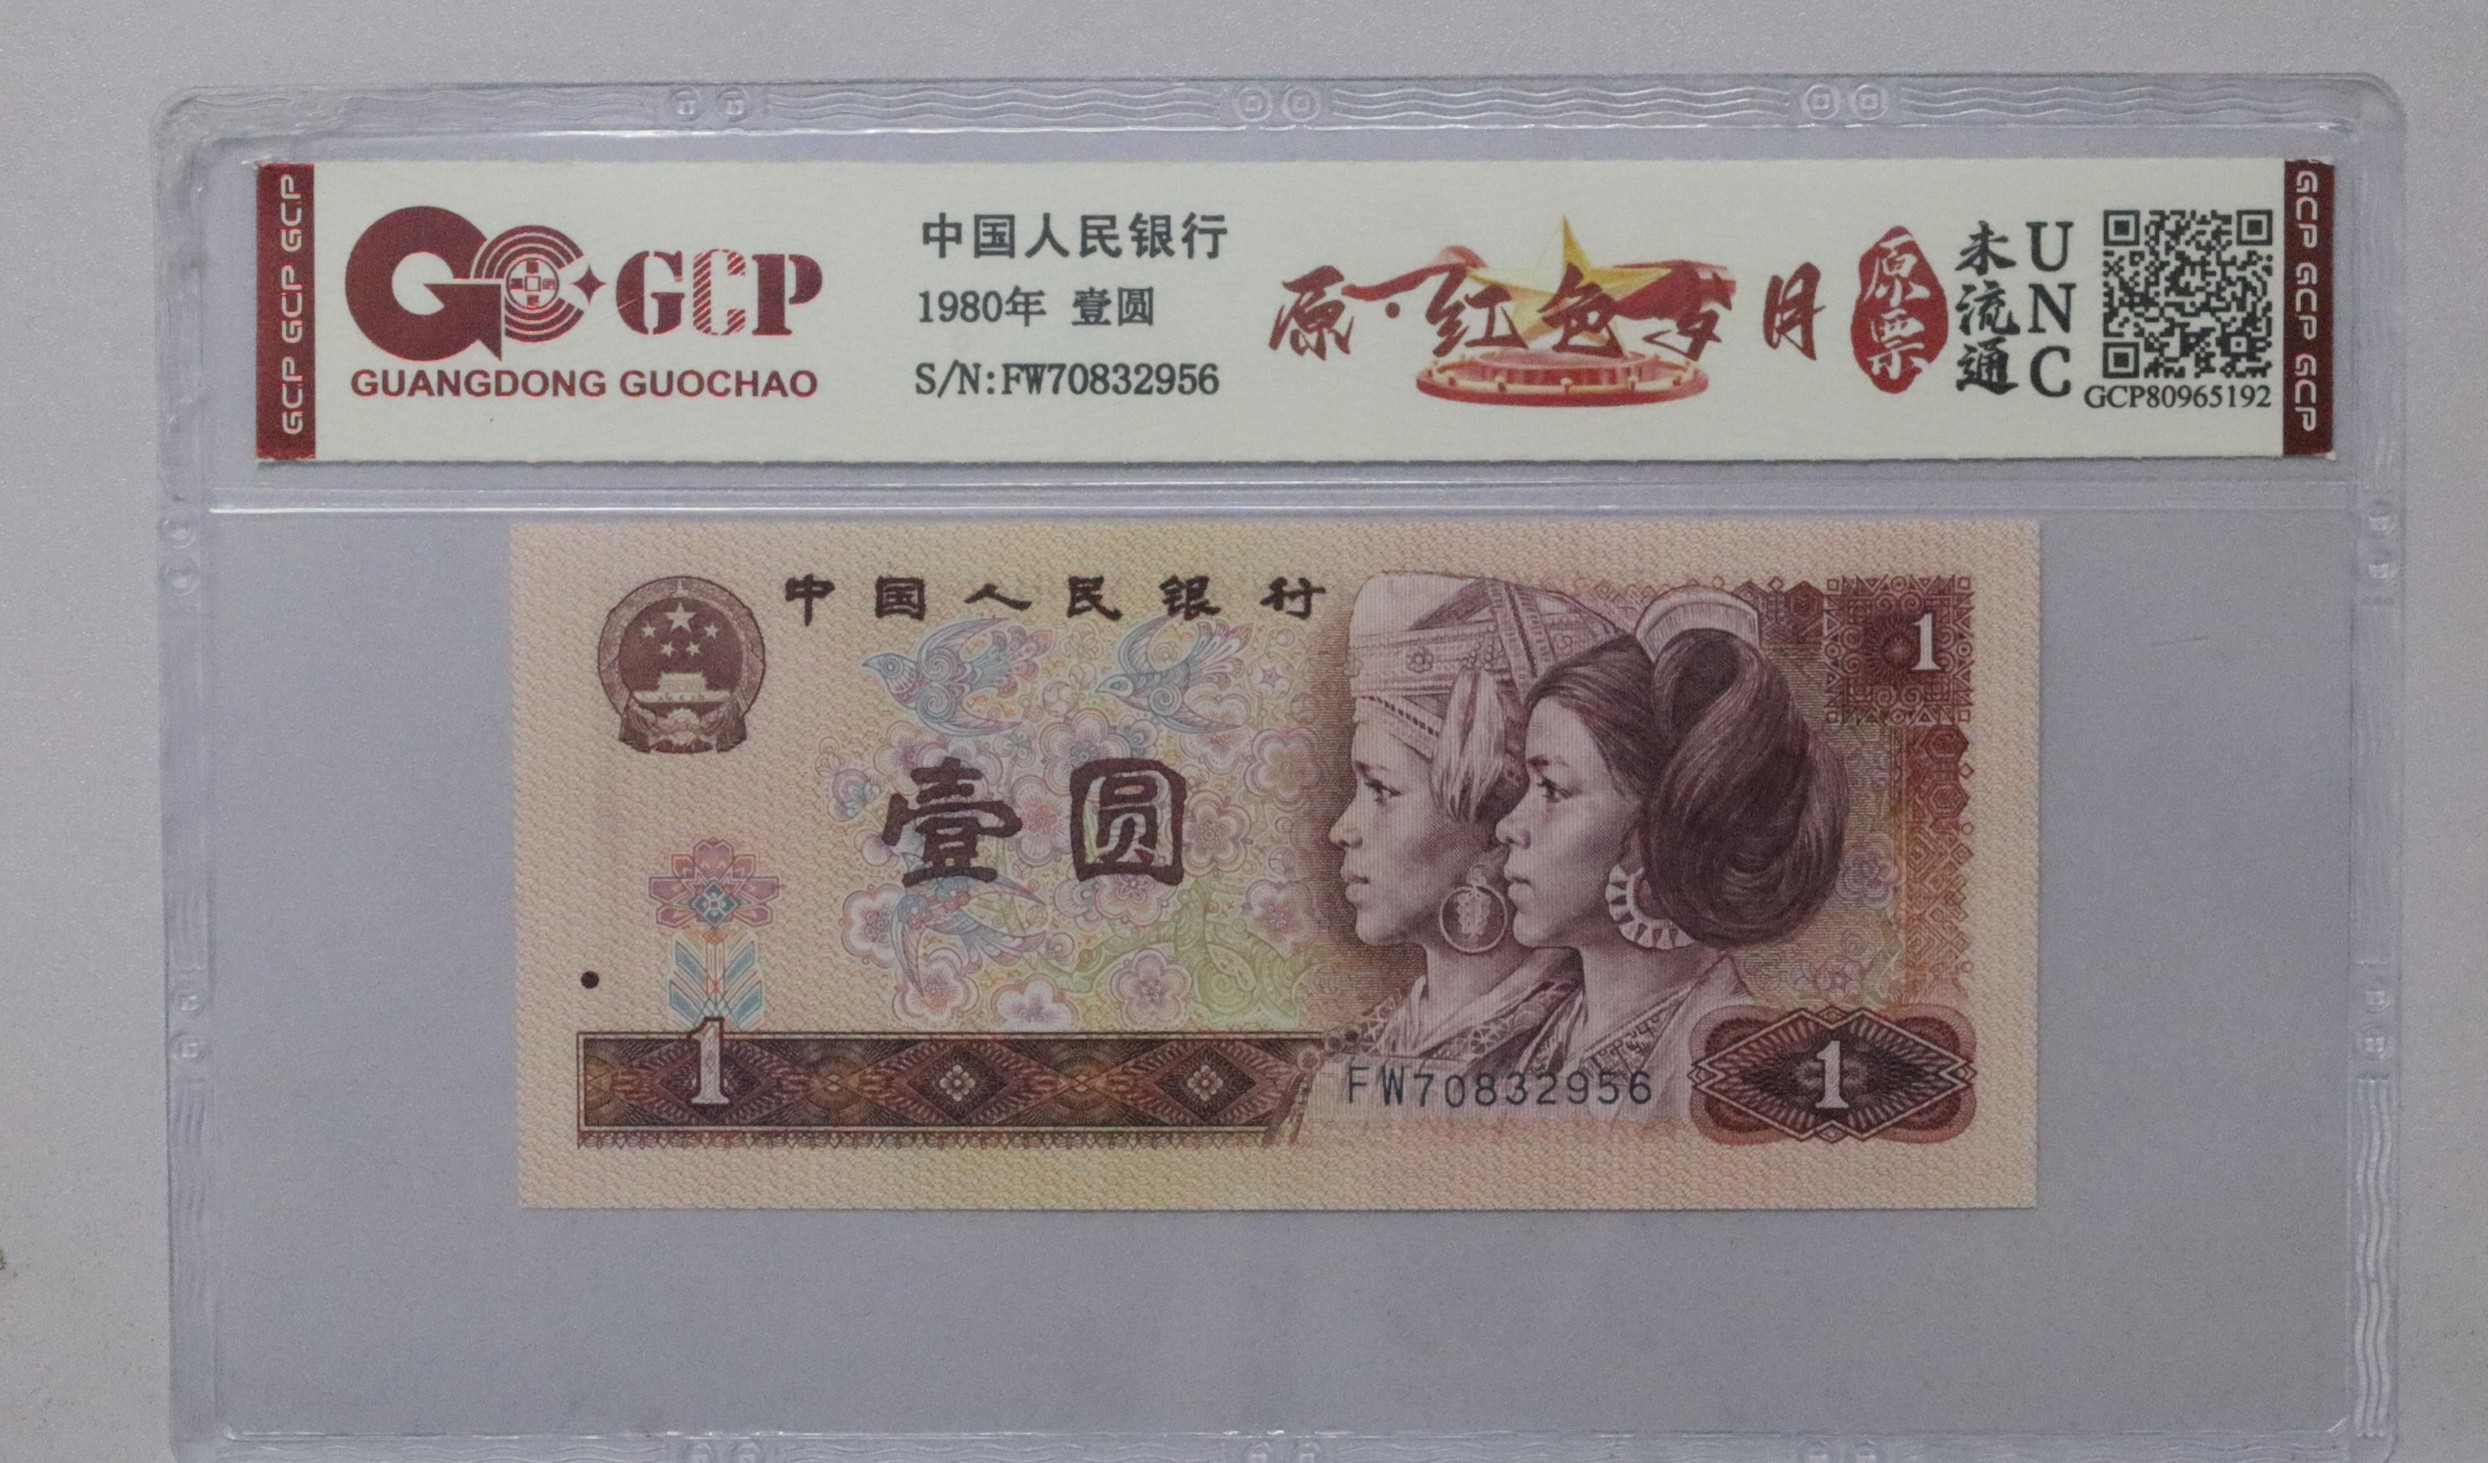 GCP GCP GCP
GCP
GUANGDONG GUOCHAO
中国人民银行
1980年 壹圆
S/N:FW70832956
原·红色岁月
原票
未流通
UNC
GCP80965192
GCP GCP GCP
中国人民银行
1
壹圆
1
FW70832956
1